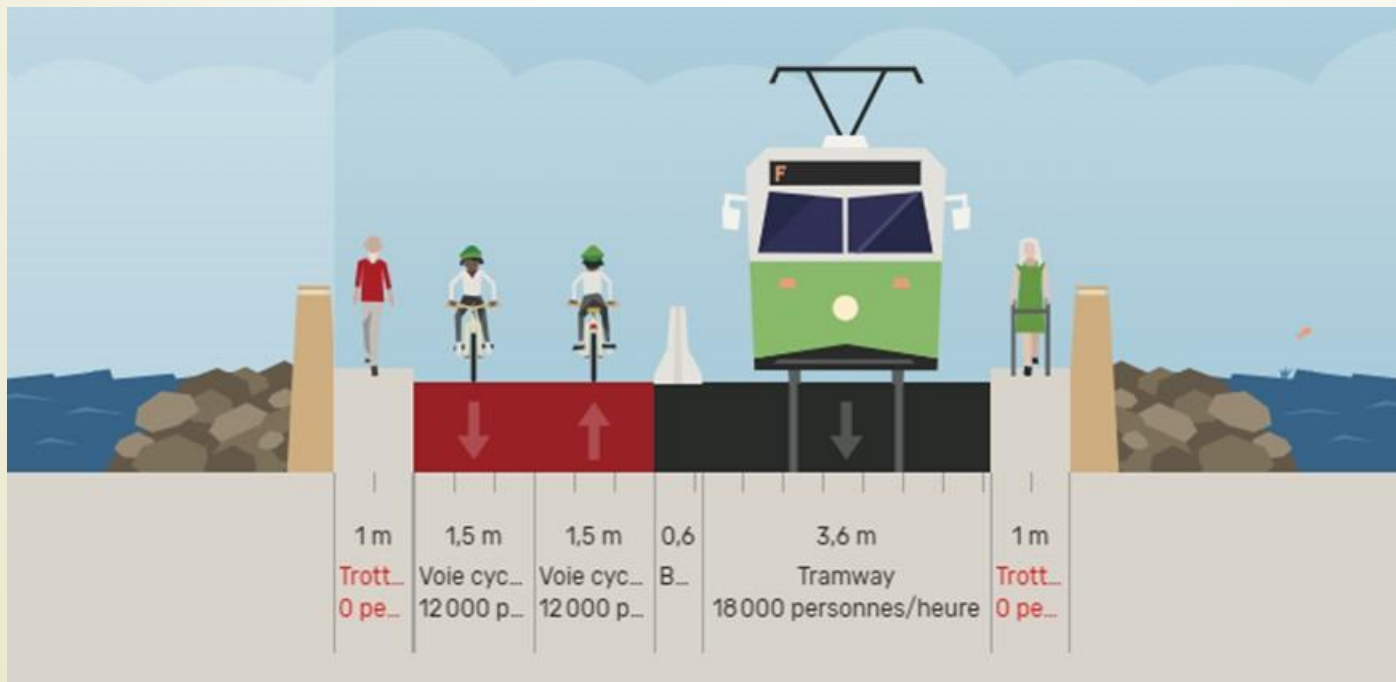 F
1 m
Trott...
0 pe...
1,5 m
Voie cyc...
12 000 p...
1,5 m
Voie cyc...
12 000 p...
0,6
B...
3,6 m
Tramway
18 000 personnes/heure
1 m
Trott...
0 pe...